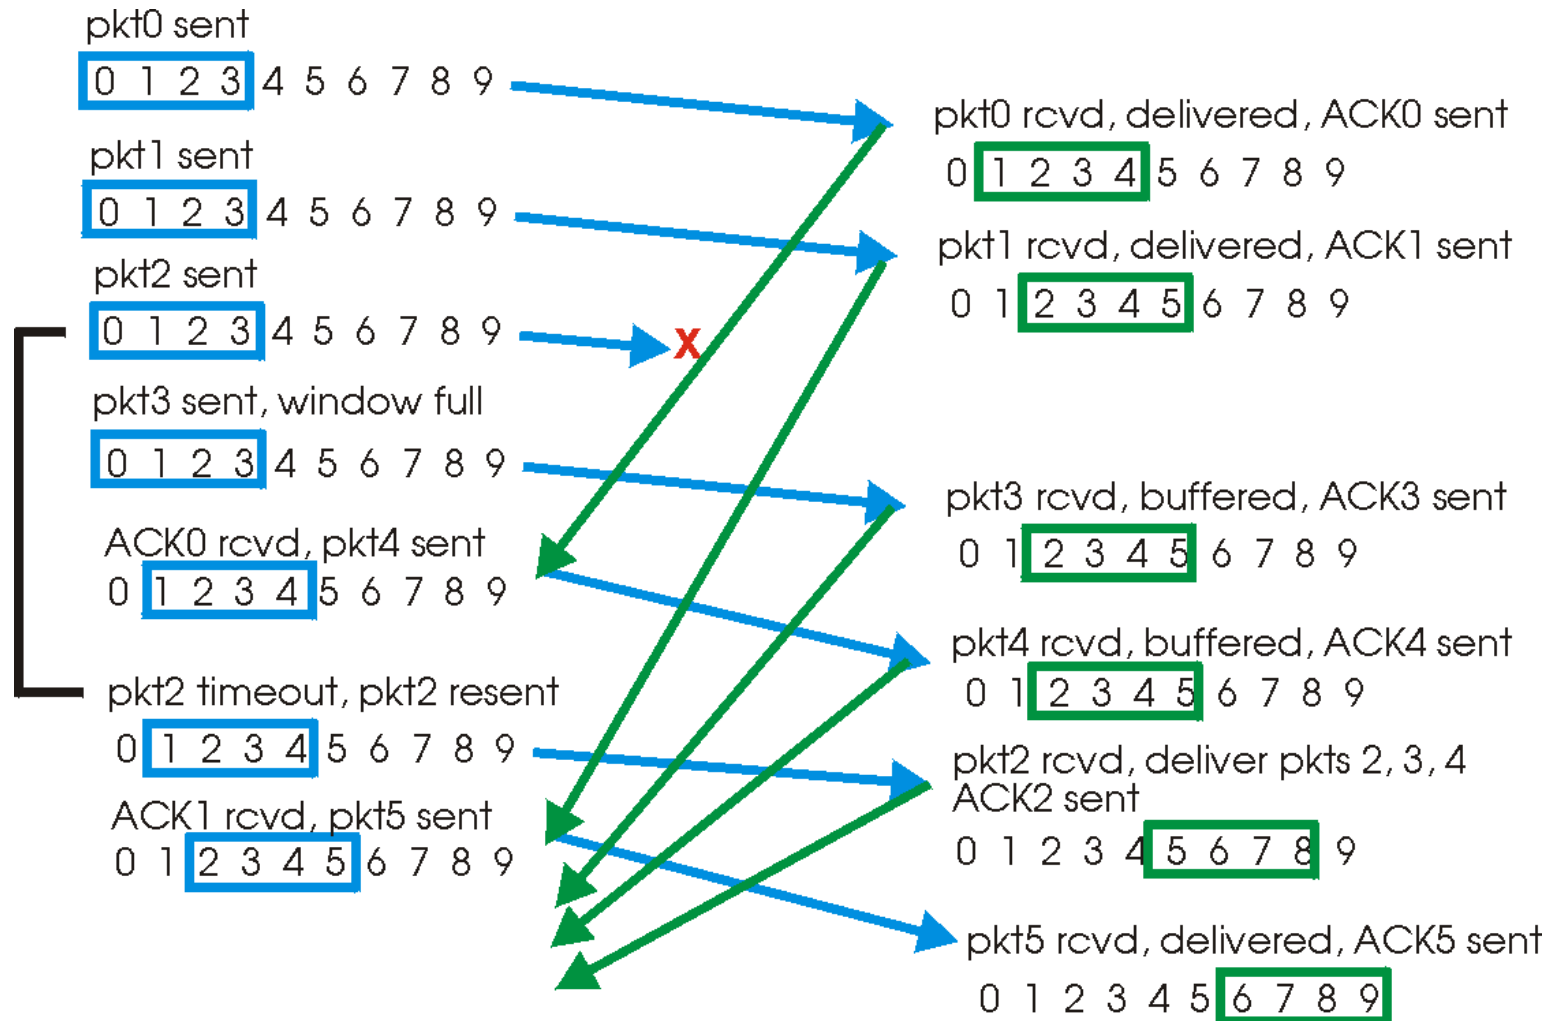 pkt0 sent
0 1 2 3 4 5 6 7 8 9
pkt1 sent
0 1 2 3 4 5 6 7 8 9
pkt2 sent
0 1 2 3 4 5 6 7 8 9
X
pkt3 sent, window full
0 1 2 3 4 5 6 7 8 9
ACK0 rcvd, pkt4 sent
0 1 2 3 4 5 6 7 8 9
pkt2 timeout, pkt2 resent
0 1 2 3 4 5 6 7 8 9
ACK1 rcvd, pkt5 sent
0 1 2 3 4 5 6 7 8 9
pkt0 rcvd, delivered, ACK0 sent
0 1 2 3 4 5 6 7 8 9
pkt1 rcvd, delivered, ACK1 sent
0 1 2 3 4 5 6 7 8 9
pkt3 rcvd, buffered, ACK3 sent
0 1 2 3 4 5 6 7 8 9
pkt4 rcvd, buffered, ACK4 sent
0 1 2 3 4 5 6 7 8 9
pkt2 rcvd, deliver pkts 2, 3, 4
ACK2 sent
0 1 2 3 4 5 6 7 8 9
pkt5 rcvd, delivered, ACK5 sent
0 1 2 3 4 5 6 7 8 9